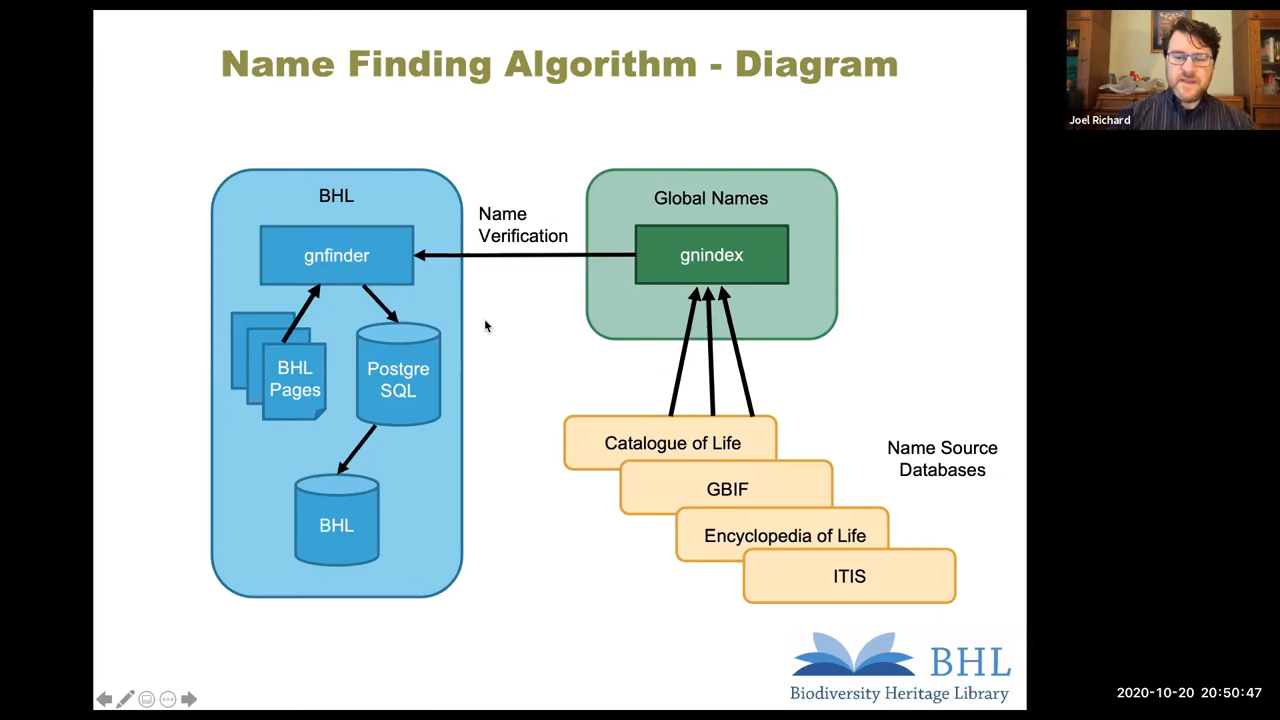 Name Finding Algorithm - Diagram
Joel Richard
BHL
gnfinder
BHL
Pages
Postgre
SQL
BHL
Name
Verification
Global Names
gnindex
Catalogue of Life
GBIF
Encyclopedia of Life
ITIS
Name Source
Databases
BHL
Biodiversity Heritage Library
2020-10-20 20:50:47